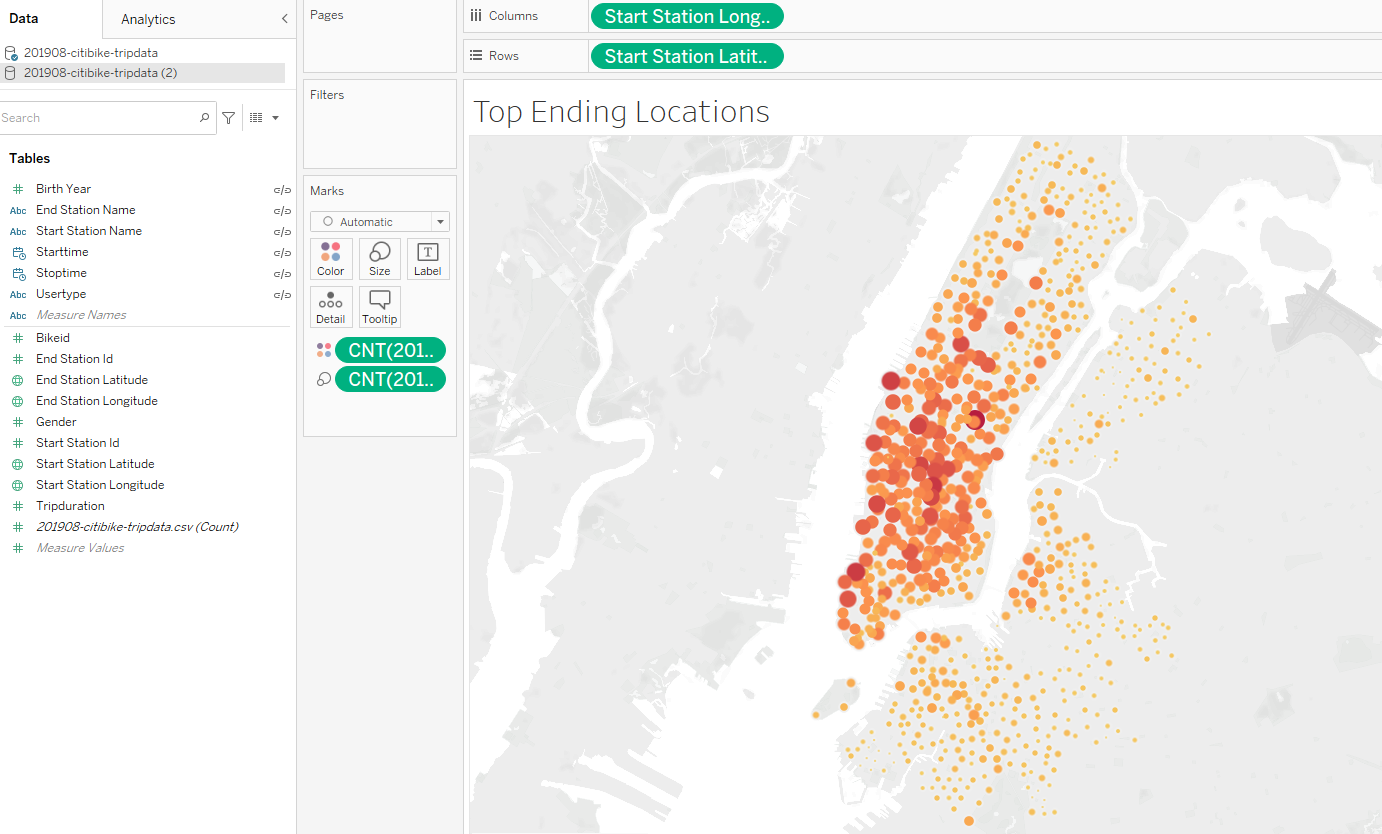 Data
Analytics
201908-citibike-tripdata
201908-citibike-tripdata (2)
Search
Tables
Birth Year
Abc End Station Name
Abc Start Station Name
Starttime
Stoptime
Abc Usertype
Abc Measure Names
Bikeid
End Station Id
End Station Latitude
End Station Longitude
Gender
Start Station Id
Start Station Latitude
Start Station Longitude
Tripduration
201908-citibike-tripdata.csv (Count)
Measure Values
Pages
Filters
Marks
Automatic
Color
Size
T
Label
Detail
Tooltip
CNT(201..
CNT(201..
Columns
Start Station Long..
Rows
Start Station Latit..
Top Ending Locations